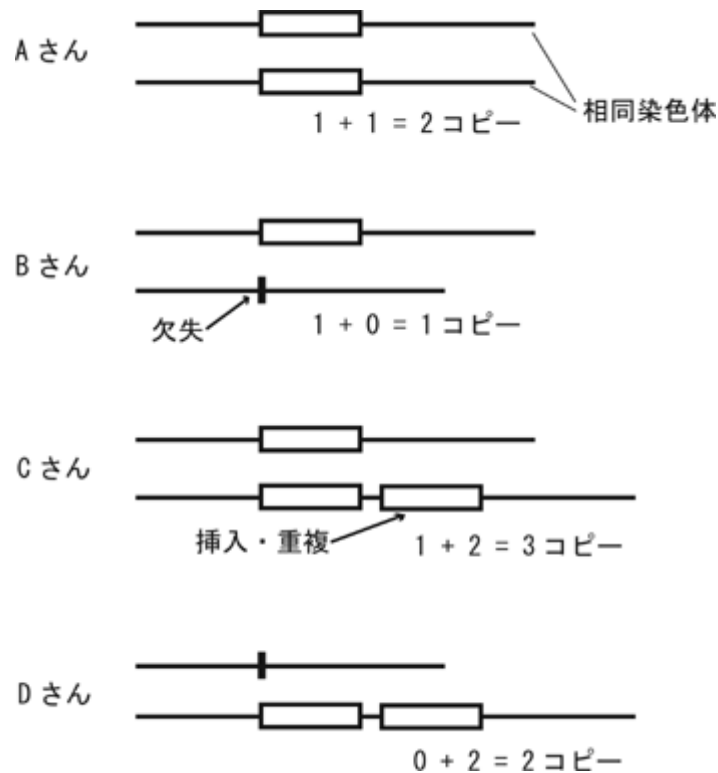 Aさん
相同染色体
1 + 1 = 2コピー
Bさん
欠失
1 + 0 = 1コピー
Cさん
挿入・重複
1 + 2 = 3コピー
Dさん
0 + 2 = 2コピー